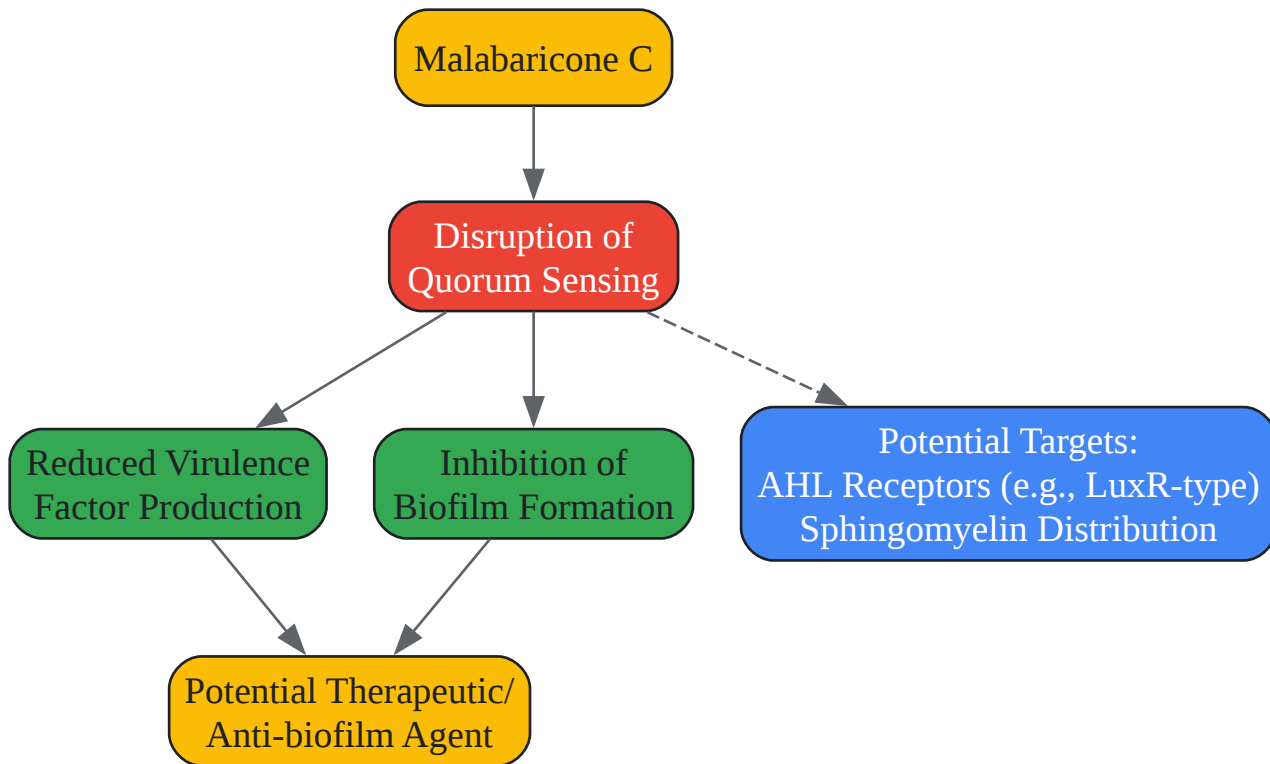 Malabaricone C
Disruption of
Quorum Sensing
Reduced Virulence
Factor Production
Inhibition of
Biofilm Formation
Potential Targets:
AHL Receptors (e.g., LuxR-type)
Sphingomyelin Distribution
Potential Therapeutic/
Anti-biofilm Agent